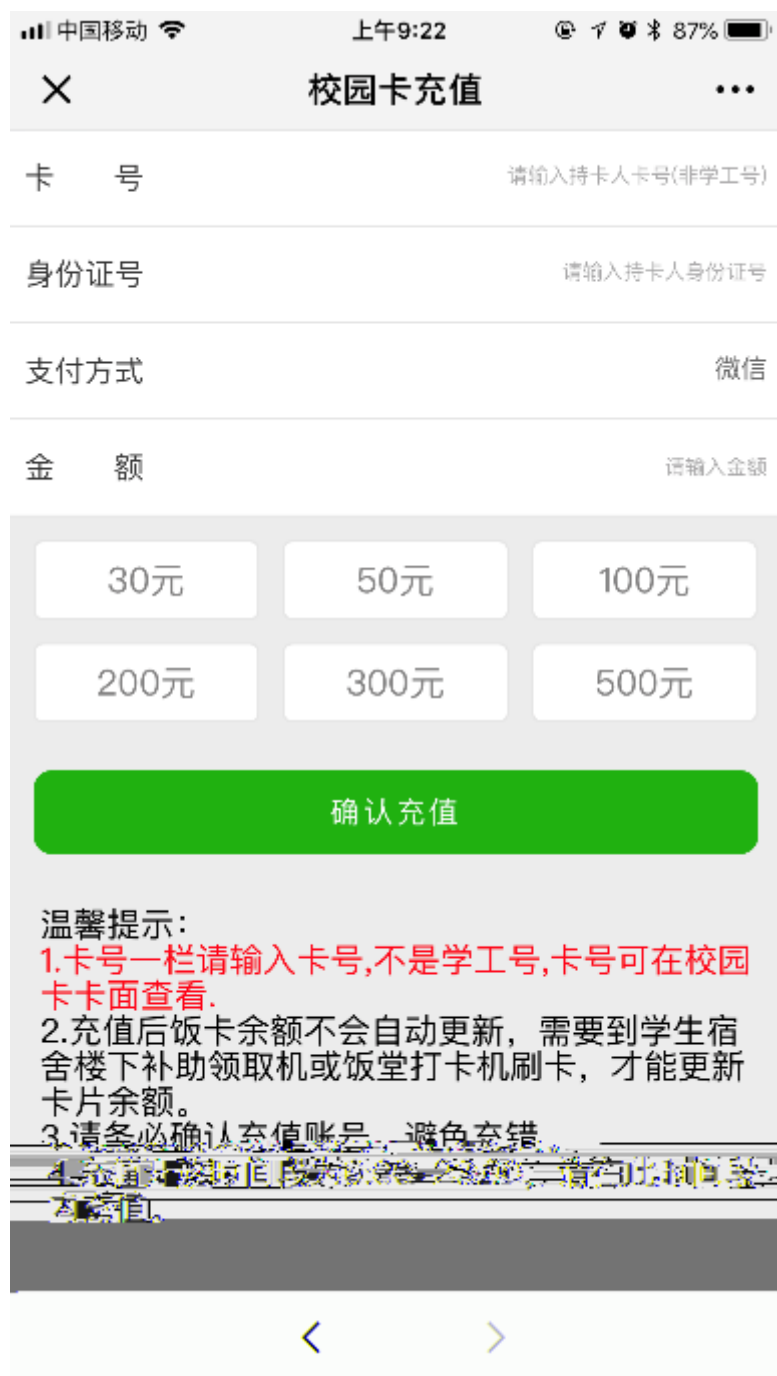 中国移动 上午9:22 87%
校园卡充值
卡 号 请输入持卡人卡号(非学工号)
身份证号 请输入持卡人身份证号
支付方式 微信
金 额 请输入金额
30元 50元 100元
200元 300元 500元
确认充值
温馨提示:
1.卡号一栏请输入卡号,不是学工号,卡号可在校园
卡卡面查看.
2.充值后饭卡余额不会自动更新，需要到学生宿
舍楼下补助领取机或饭堂打卡机刷卡，才能更新
卡片余额。
3.请务必确认充值账号，避免充错